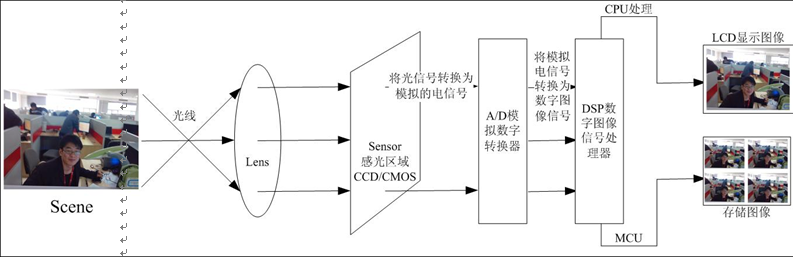 CPU处理
LCD显示图像
光线
Lens
Scene
将光信号转换为
模拟的电信号
Sensor
感光区域
CCD/CMOS
A/D模
拟数字
转换器
将模拟
电信号
转换为
数字图
像信号
DSP数
字图像
信号处
理器
MCU
存储图像